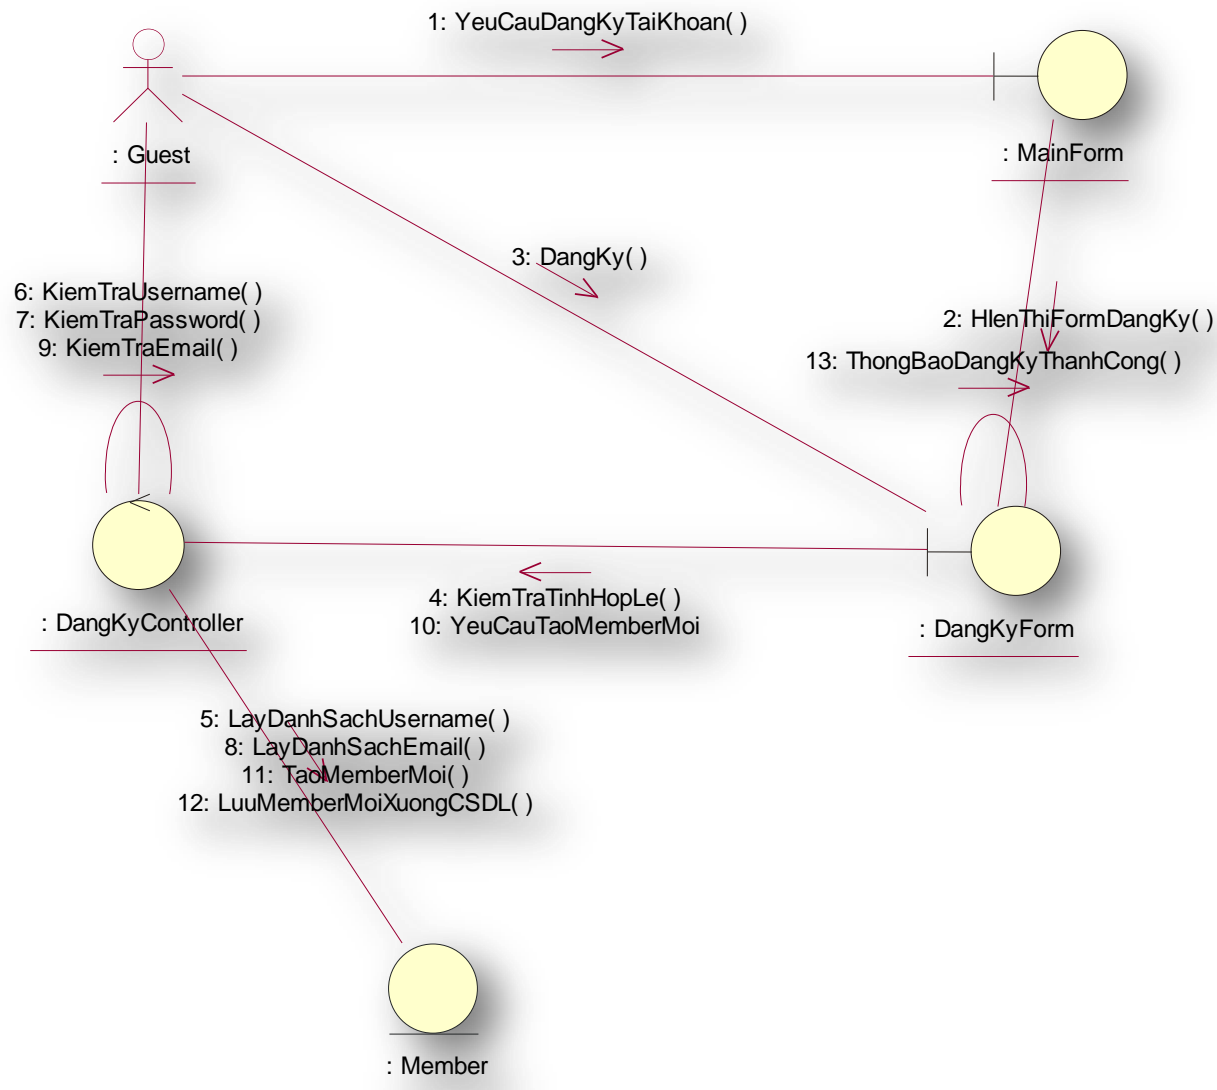 1: YeuCauDangKyTaiKhoan( )
: Guest
: MainForm
3: DangKy( )
6: KiemTraUsername( )
7: KiemTraPassword( )
9: KiemTraEmail( )
2: HIenThiFormDangKy( )
13: ThongBaoDangKyThanhCong( )
4: KiemTraTinhHopLe( )
10: YeuCauTaoMemberMoi
: DangKyController
: DangKyForm
5: LayDanhSachUsername( )
8: LayDanhSachEmail( )
11: TaoMemberMoi( )
12: LuuMemberMoiXuongCSDL( )
: Member